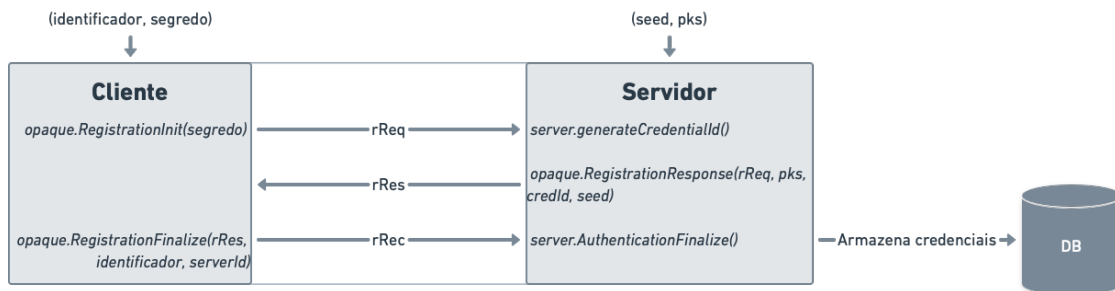 (identificador, segredo)
(seed, pks)
Cliente
Servidor
opaque.RegistrationInit(segredo)
rReq
server.generateCredentialId()
rRes
opaque.RegistrationResponse(rReq, pks,
credId, seed)
opaque.RegistrationFinalize(rRes,
identificador, serverId)
rRec
server.AuthenticationFinalize()
Armazena credenciais
DB